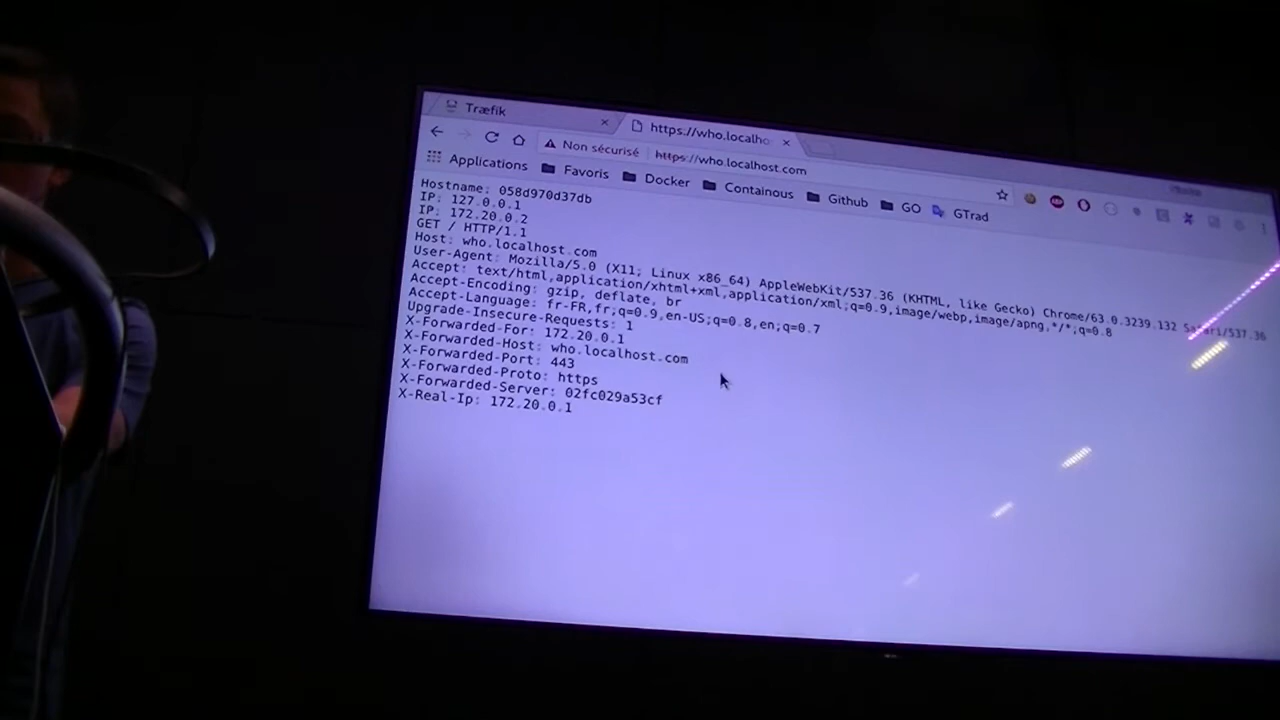 Træfik
https://who.localho
Non sécurisé https://who.localhost.com
Applications Favoris Docker Containous Github GO GTrad
Hostname: 058d970d37db
IP: 127.0.0.1
IP: 172.20.0.2
GET / HTTP/1.1
Host: who.localhost.com
User-Agent: Mozilla/5.0 (X11; Linux x86_64) AppleWebKit/537.36 (KHTML, like Gecko) Chrome/63.0.3239.132 Safari/537.36
Accept: text/html,application/xhtml+xml,application/xml;q=0.9,image/webp,image/apng,*/*;q=0.8
Accept-Encoding: gzip, deflate, br
Accept-Language: fr-FR,fr;q=0.9,en-US;q=0.8,en;q=0.7
Upgrade-Insecure-Requests: 1
X-Forwarded-For: 172.20.0.1
X-Forwarded-Host: who.localhost.com
X-Forwarded-Port: 443
X-Forwarded-Proto: https
X-Forwarded-Server: 02fc029a53cf
X-Real-Ip: 172.20.0.1